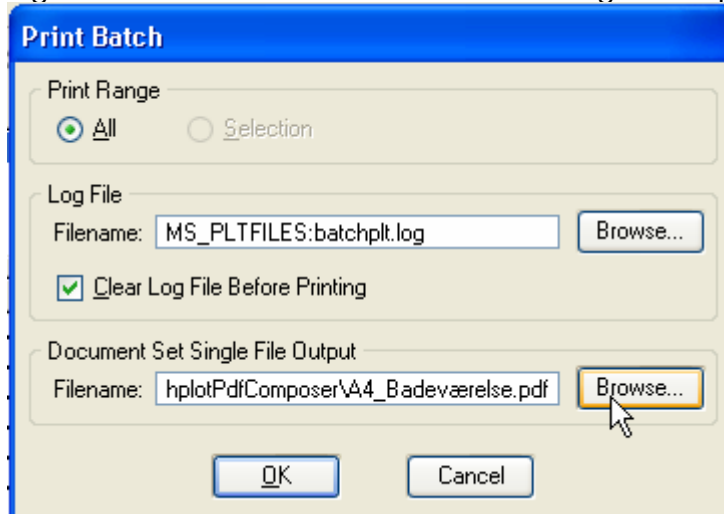 Print Batch
Print Range
All Selection
Log File
Filename: MS_PLTFILES:batchplt.log Browse...
Clear Log File Before Printing
Document Set Single File Output
Filename: hplotPdfComposer\A4_Badeværelse.pdf Browse...
OK Cancel